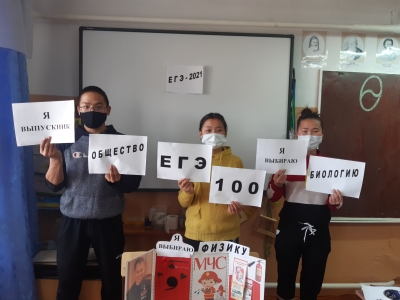 ЕГЭ - 2021
Я
ВЫПУСКНИК
ОБЩЕСТВО
ЕГЭ
100
Я
ВЫБИРАЮ
БИОЛОГИЮ
Я
ВЫБИРАЮ
ФИЗИКУ
МЧС